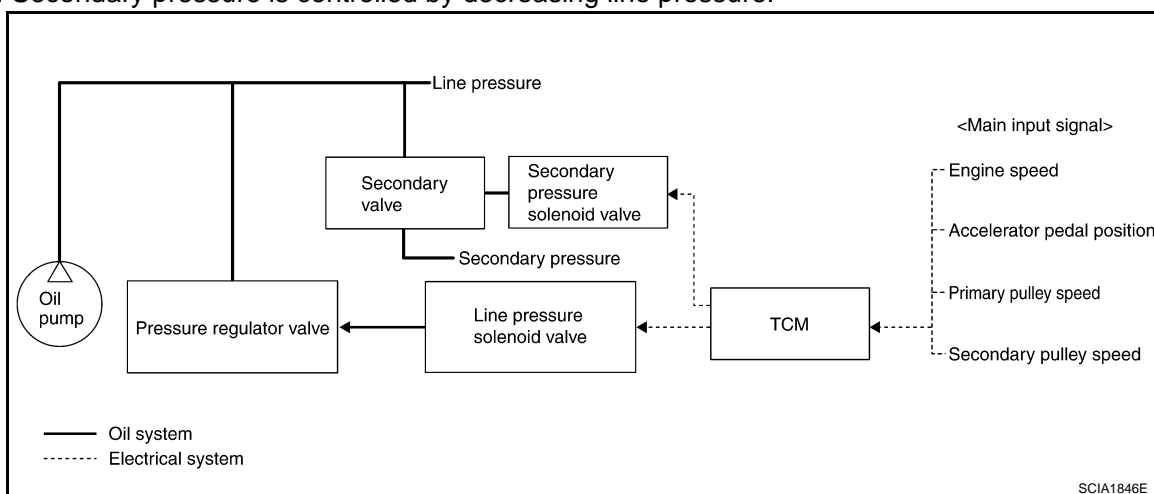 Secondary pressure is controlled by decreasing line pressure.
Line pressure
<Main input signal>
Secondary
valve
Secondary
pressure
solenoid valve
Engine speed
Accelerator pedal position
Secondary pressure
Oil
pump
Pressure regulator valve
Line pressure
solenoid valve
TCM
Primary pulley speed
Secondary pulley speed
Oil system
Electrical system
SCIA1846E